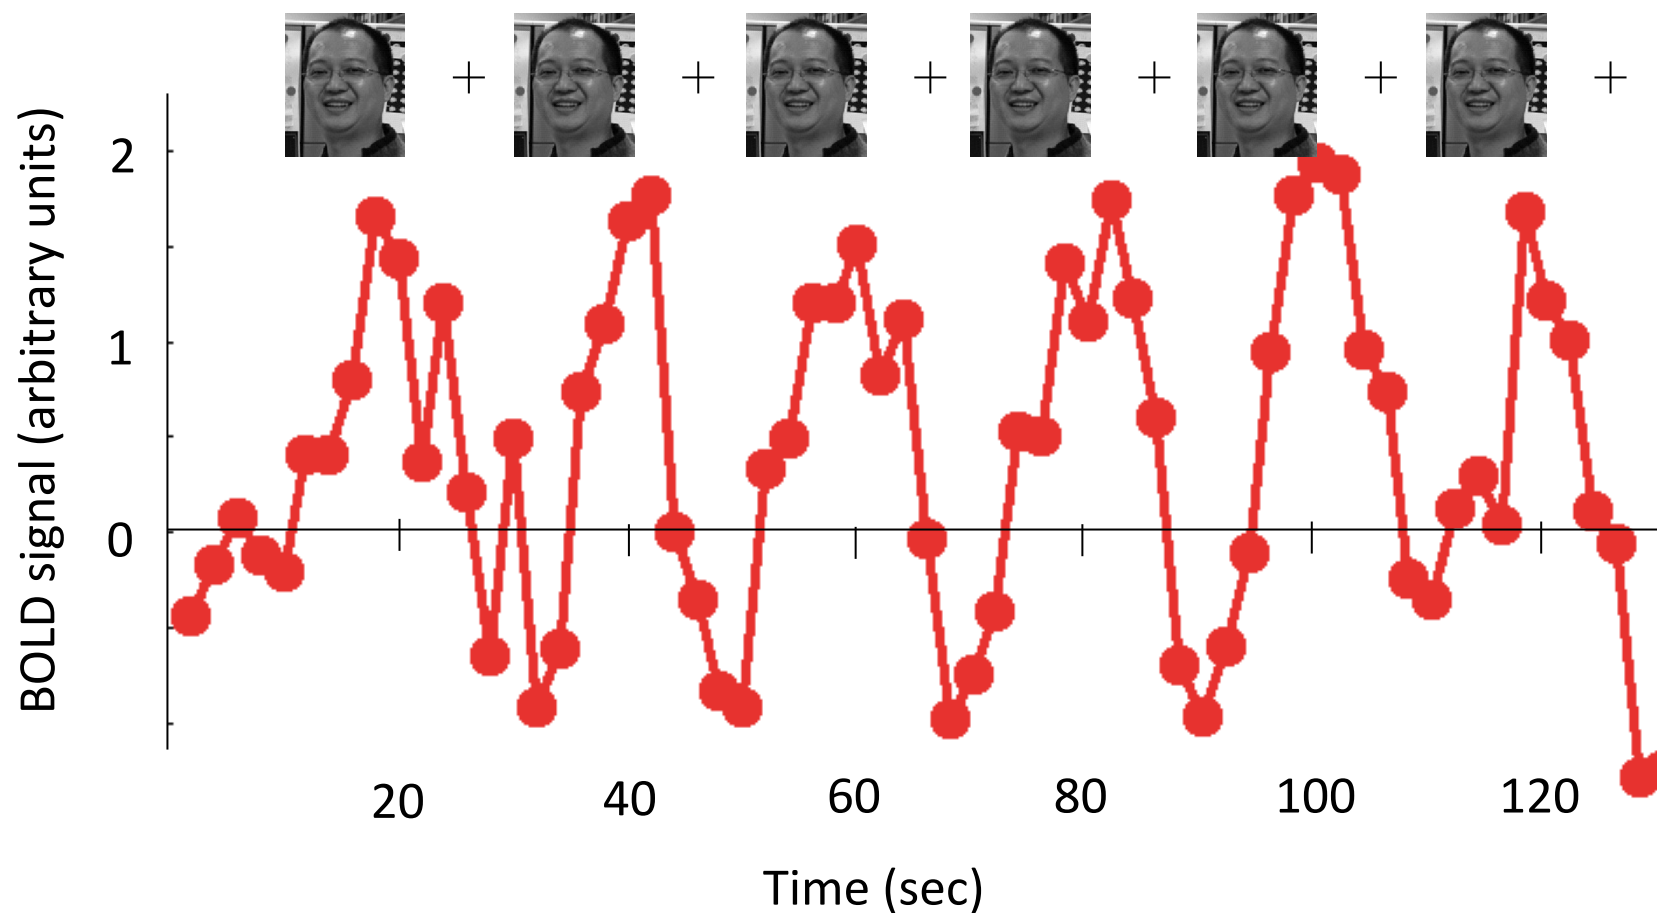 + + + + + +
BOLD signal (arbitrary units)
2
1
0
20 40 60 80 100 120
Time (sec)